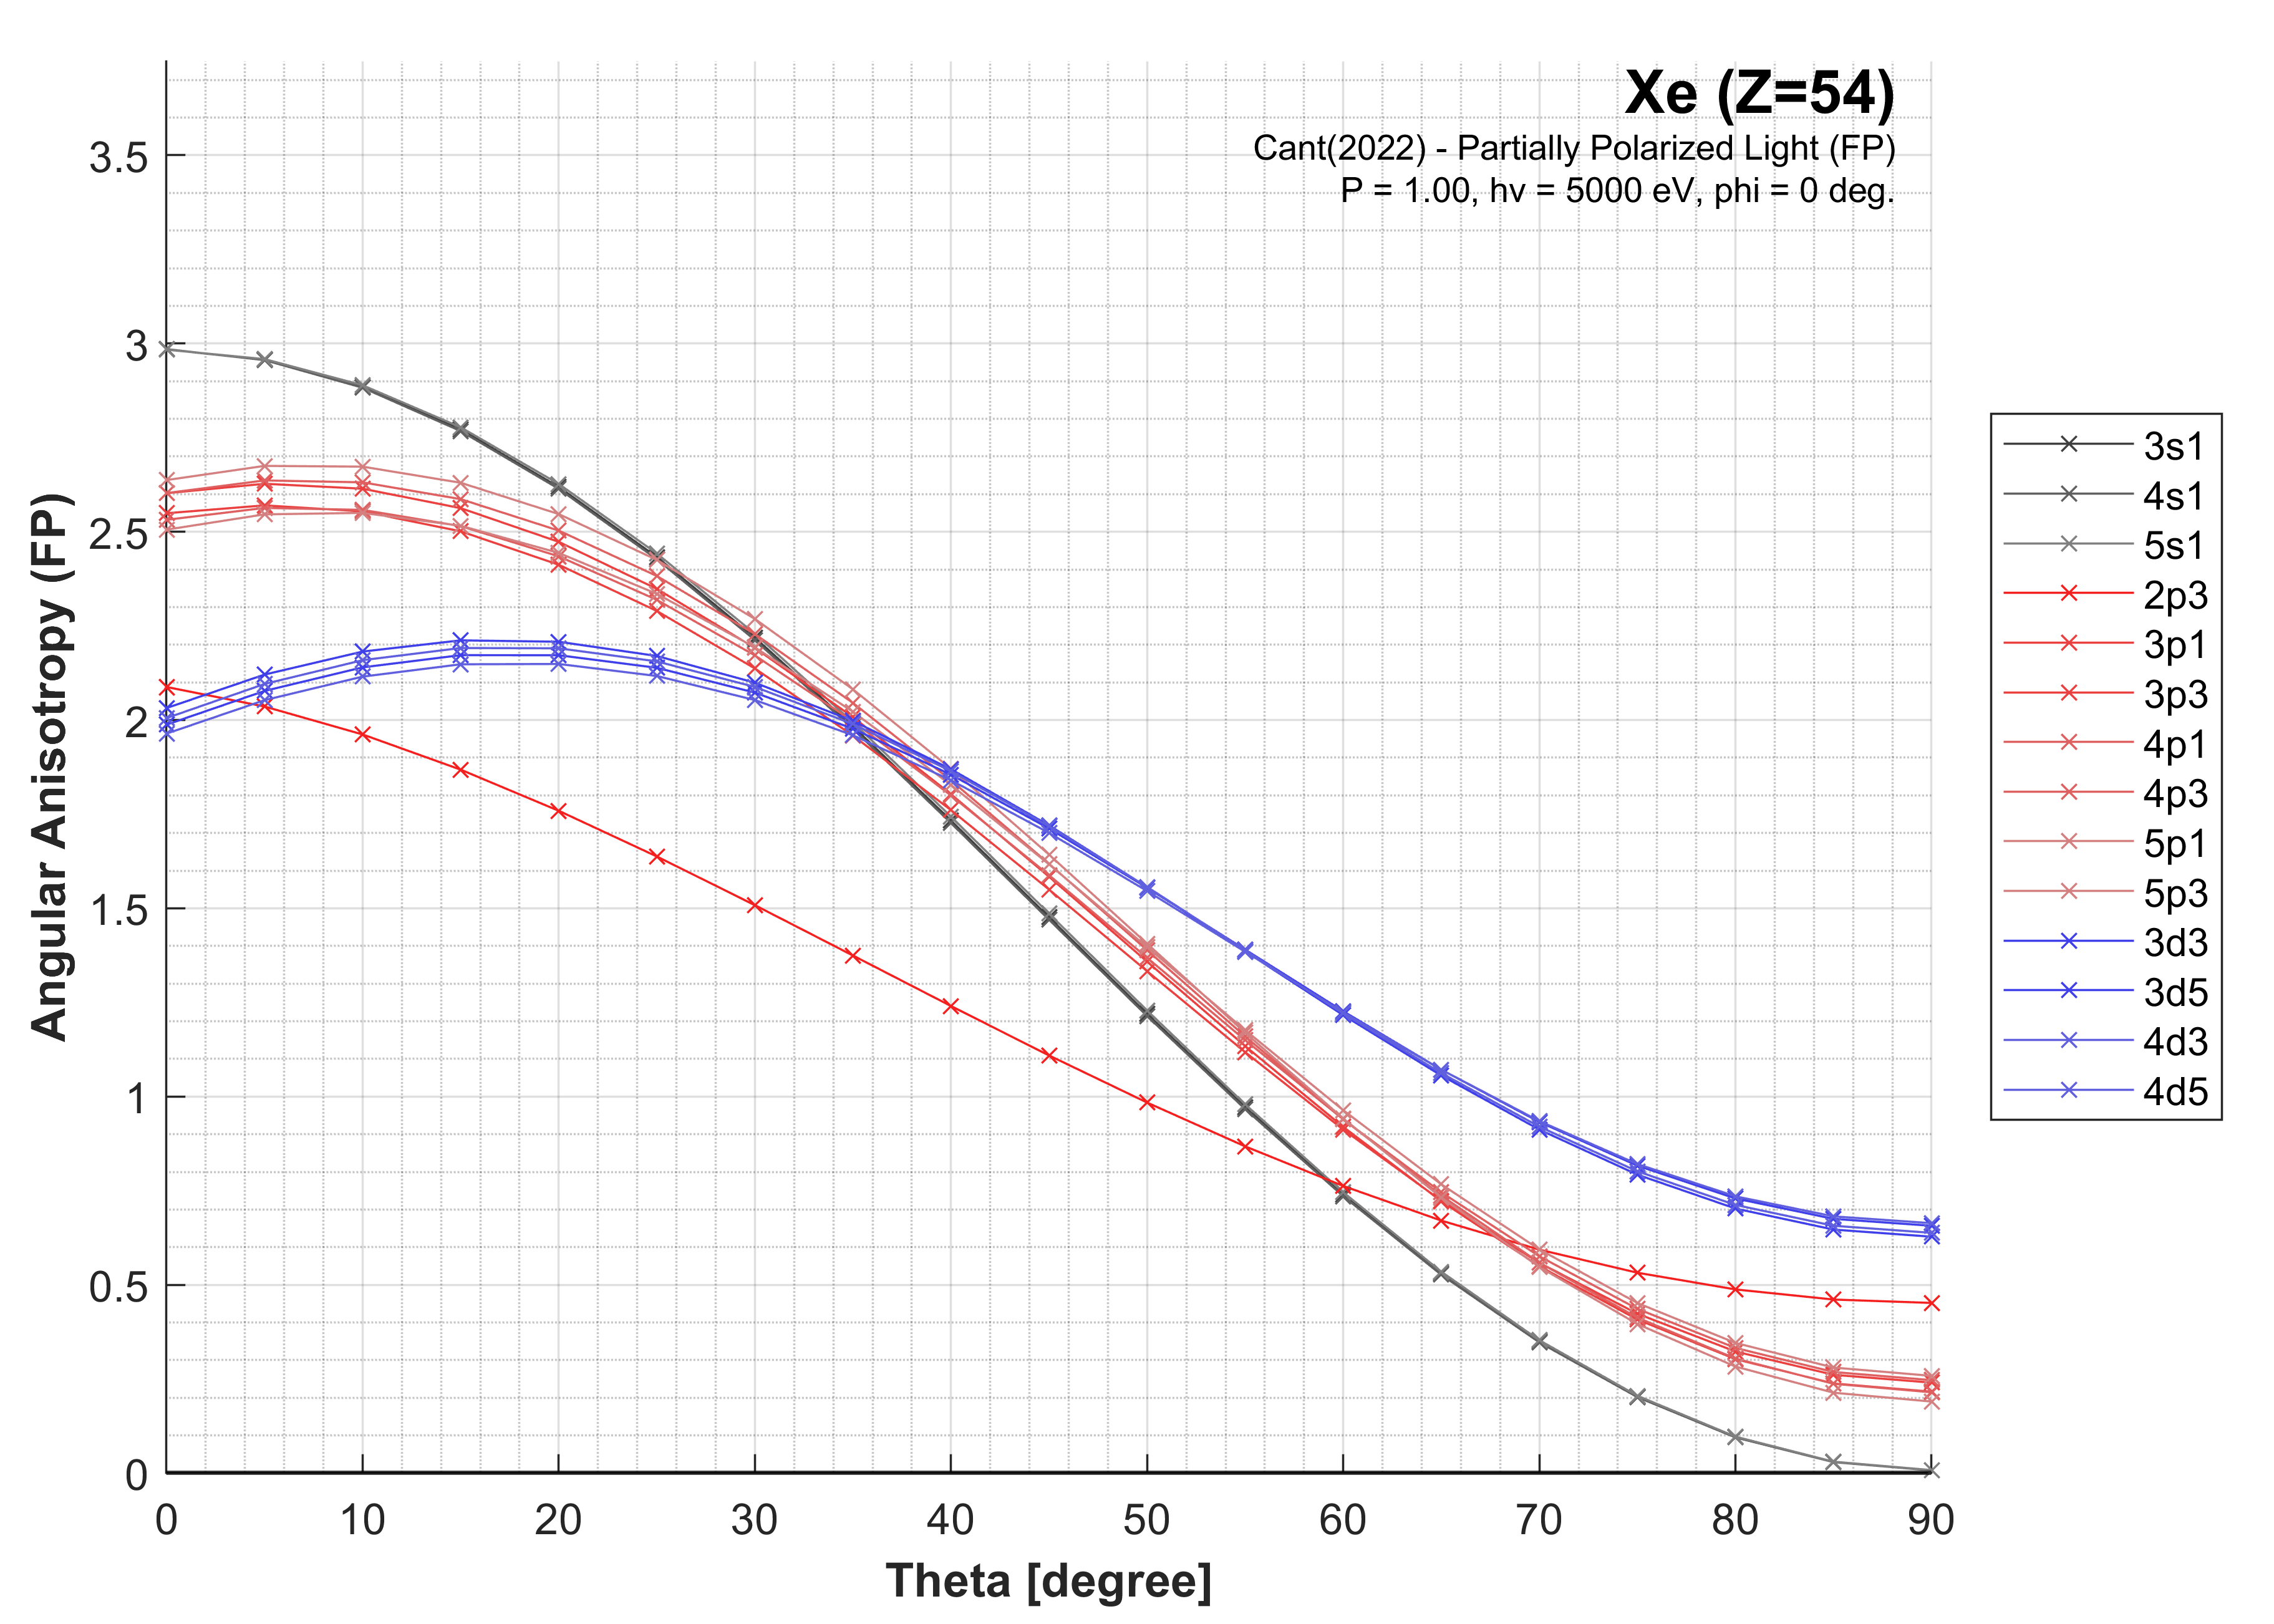 Xe (Z=54)
Cant(2022) - Partially Polarized Light (FP)
P = 1.00, hv = 5000 eV, phi = 0 deg.
Angular Anisotropy (FP)
3.5
3
2.5
2
1.5
1
0.5
0
0 10 20 30 40 50 60 70 80 90
Theta [degree]
3s1
4s1
5s1
2p3
3p1
3p3
4p1
4p3
5p1
5p3
3d3
3d5
4d3
4d5